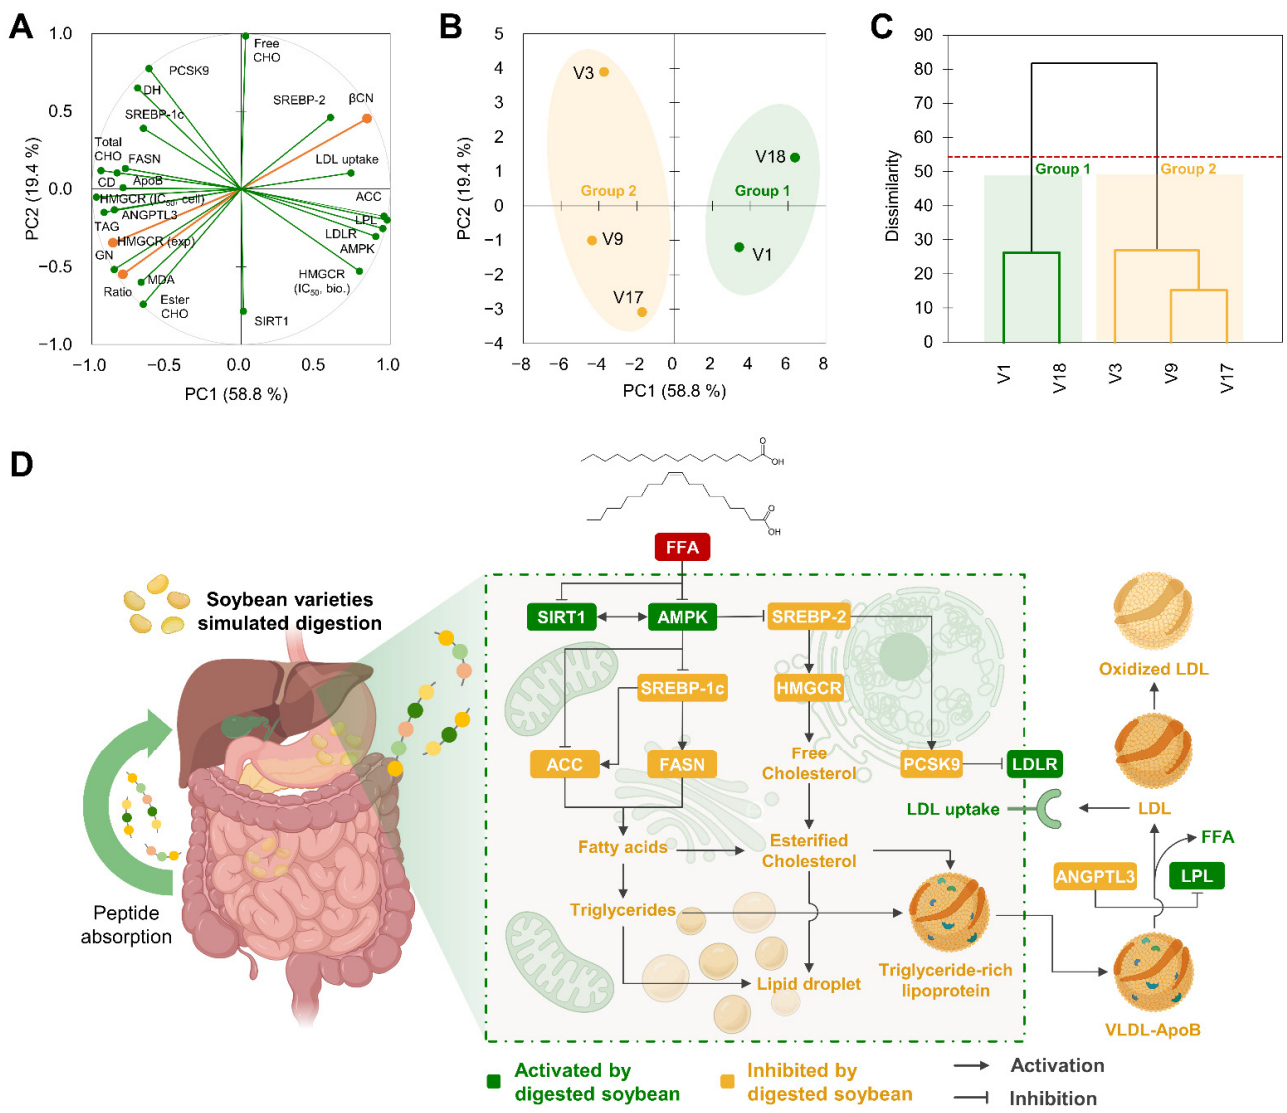 A
PC2 (19.4 %)
1.0
0.5
0.0
−0.5
−1.0
Free
CHO
PCSK9
DH
SREBP-2
βCN
SREBP-1c
Total
CHO
FASN
LDL uptake
CD
ApoB
ACC
HMGCR (IC50, cell)
ANGPTL3
LPL
TAG
HMGCR (exp)
LDLR
AMPK
GN
Ratio
MDA
HMGCR
(IC50, bio.)
Ester
CHO
SIRT1
−1.0
−0.5
0.0
0.5
1.0
PC1 (58.8 %)
B
PC2 (19.4 %)
5
4
3
2
1
0
−1
−2
−3
−4
V3
V18
Group 2
Group 1
V9
V1
V17
−8
−6
−4
−2
0
2
4
6
8
PC1 (58.8 %)
C
Dissimilarity
90
80
70
60
50
40
30
20
10
0
Group 1
Group 2
V1
V18
V3
V9
V17
D
O
OH
O
OH
FFA
Soybean varieties
simulated digestion
SIRT1
AMPK
SREBP-2
SREBP-1c
HMGCR
ACC
FASN
Free
Cholesterol
PCSK9
LDLR
Oxidized LDL
LDL uptake
LDL
Fatty acids
Esterified
Cholesterol
FFA
ANGPTL3
LPL
Triglycerides
Peptide
absorption
Lipid droplet
Triglyceride-rich
lipoprotein
VLDL-ApoB
Activated by
digested soybean
Inhibited by
digested soybean
Activation
Inhibition